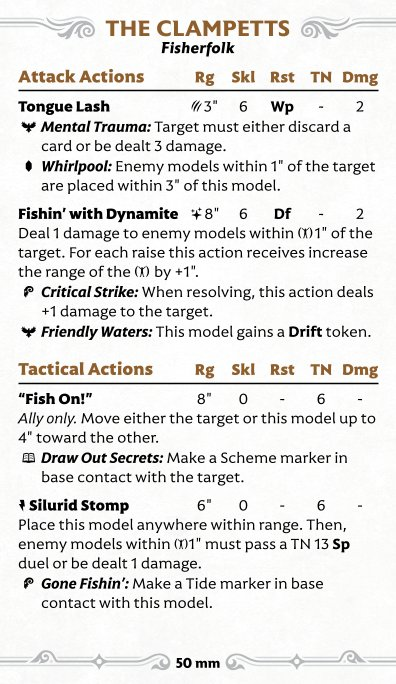 THE CLAMPETTS
Fisherfolk
Attack Actions Rg Skl Rst TN Dmg
Tongue Lash 3" 6 Wp - 2
Mental Trauma: Target must either discard a
card or be dealt 3 damage.
Whirlpool: Enemy models within 1" of the target
are placed within 3" of this model.
Fishin' with Dynamite 8" 6 Df - 2
Deal 1 damage to enemy models within 1" of the
target. For each raise this action receives increase
the range of the by +1".
Critical Strike: When resolving, this action deals
+1 damage to the target.
Friendly Waters: This model gains a Drift token.
Tactical Actions Rg Skl Rst TN Dmg
“Fish On!” 8" 0 - 6 -
Ally only. Move either the target or this model up to
4" toward the other.
Draw Out Secrets: Make a Scheme marker in
base contact with the target.
Silurid Stomp 6" 0 - 6 -
Place this model anywhere within range. Then,
enemy models within 1" must pass a TN 13 Sp
duel or be dealt 1 damage.
Gone Fishin': Make a Tide marker in base
contact with this model.
50 mm